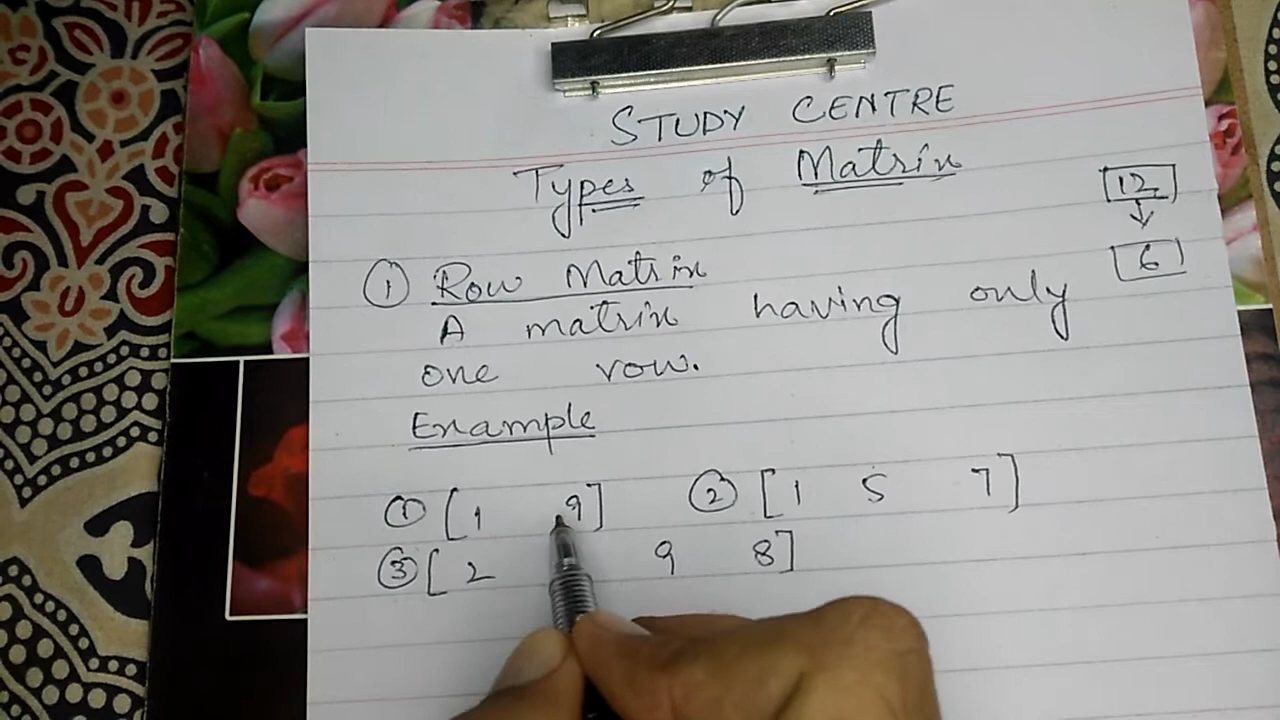 STUDY CENTRE
Types of Matrix
12
↓
6
① Row Matrix
A matrix having only
one row.
Example
① [1 9] ② [1 5 7]
③ [2 9 8]